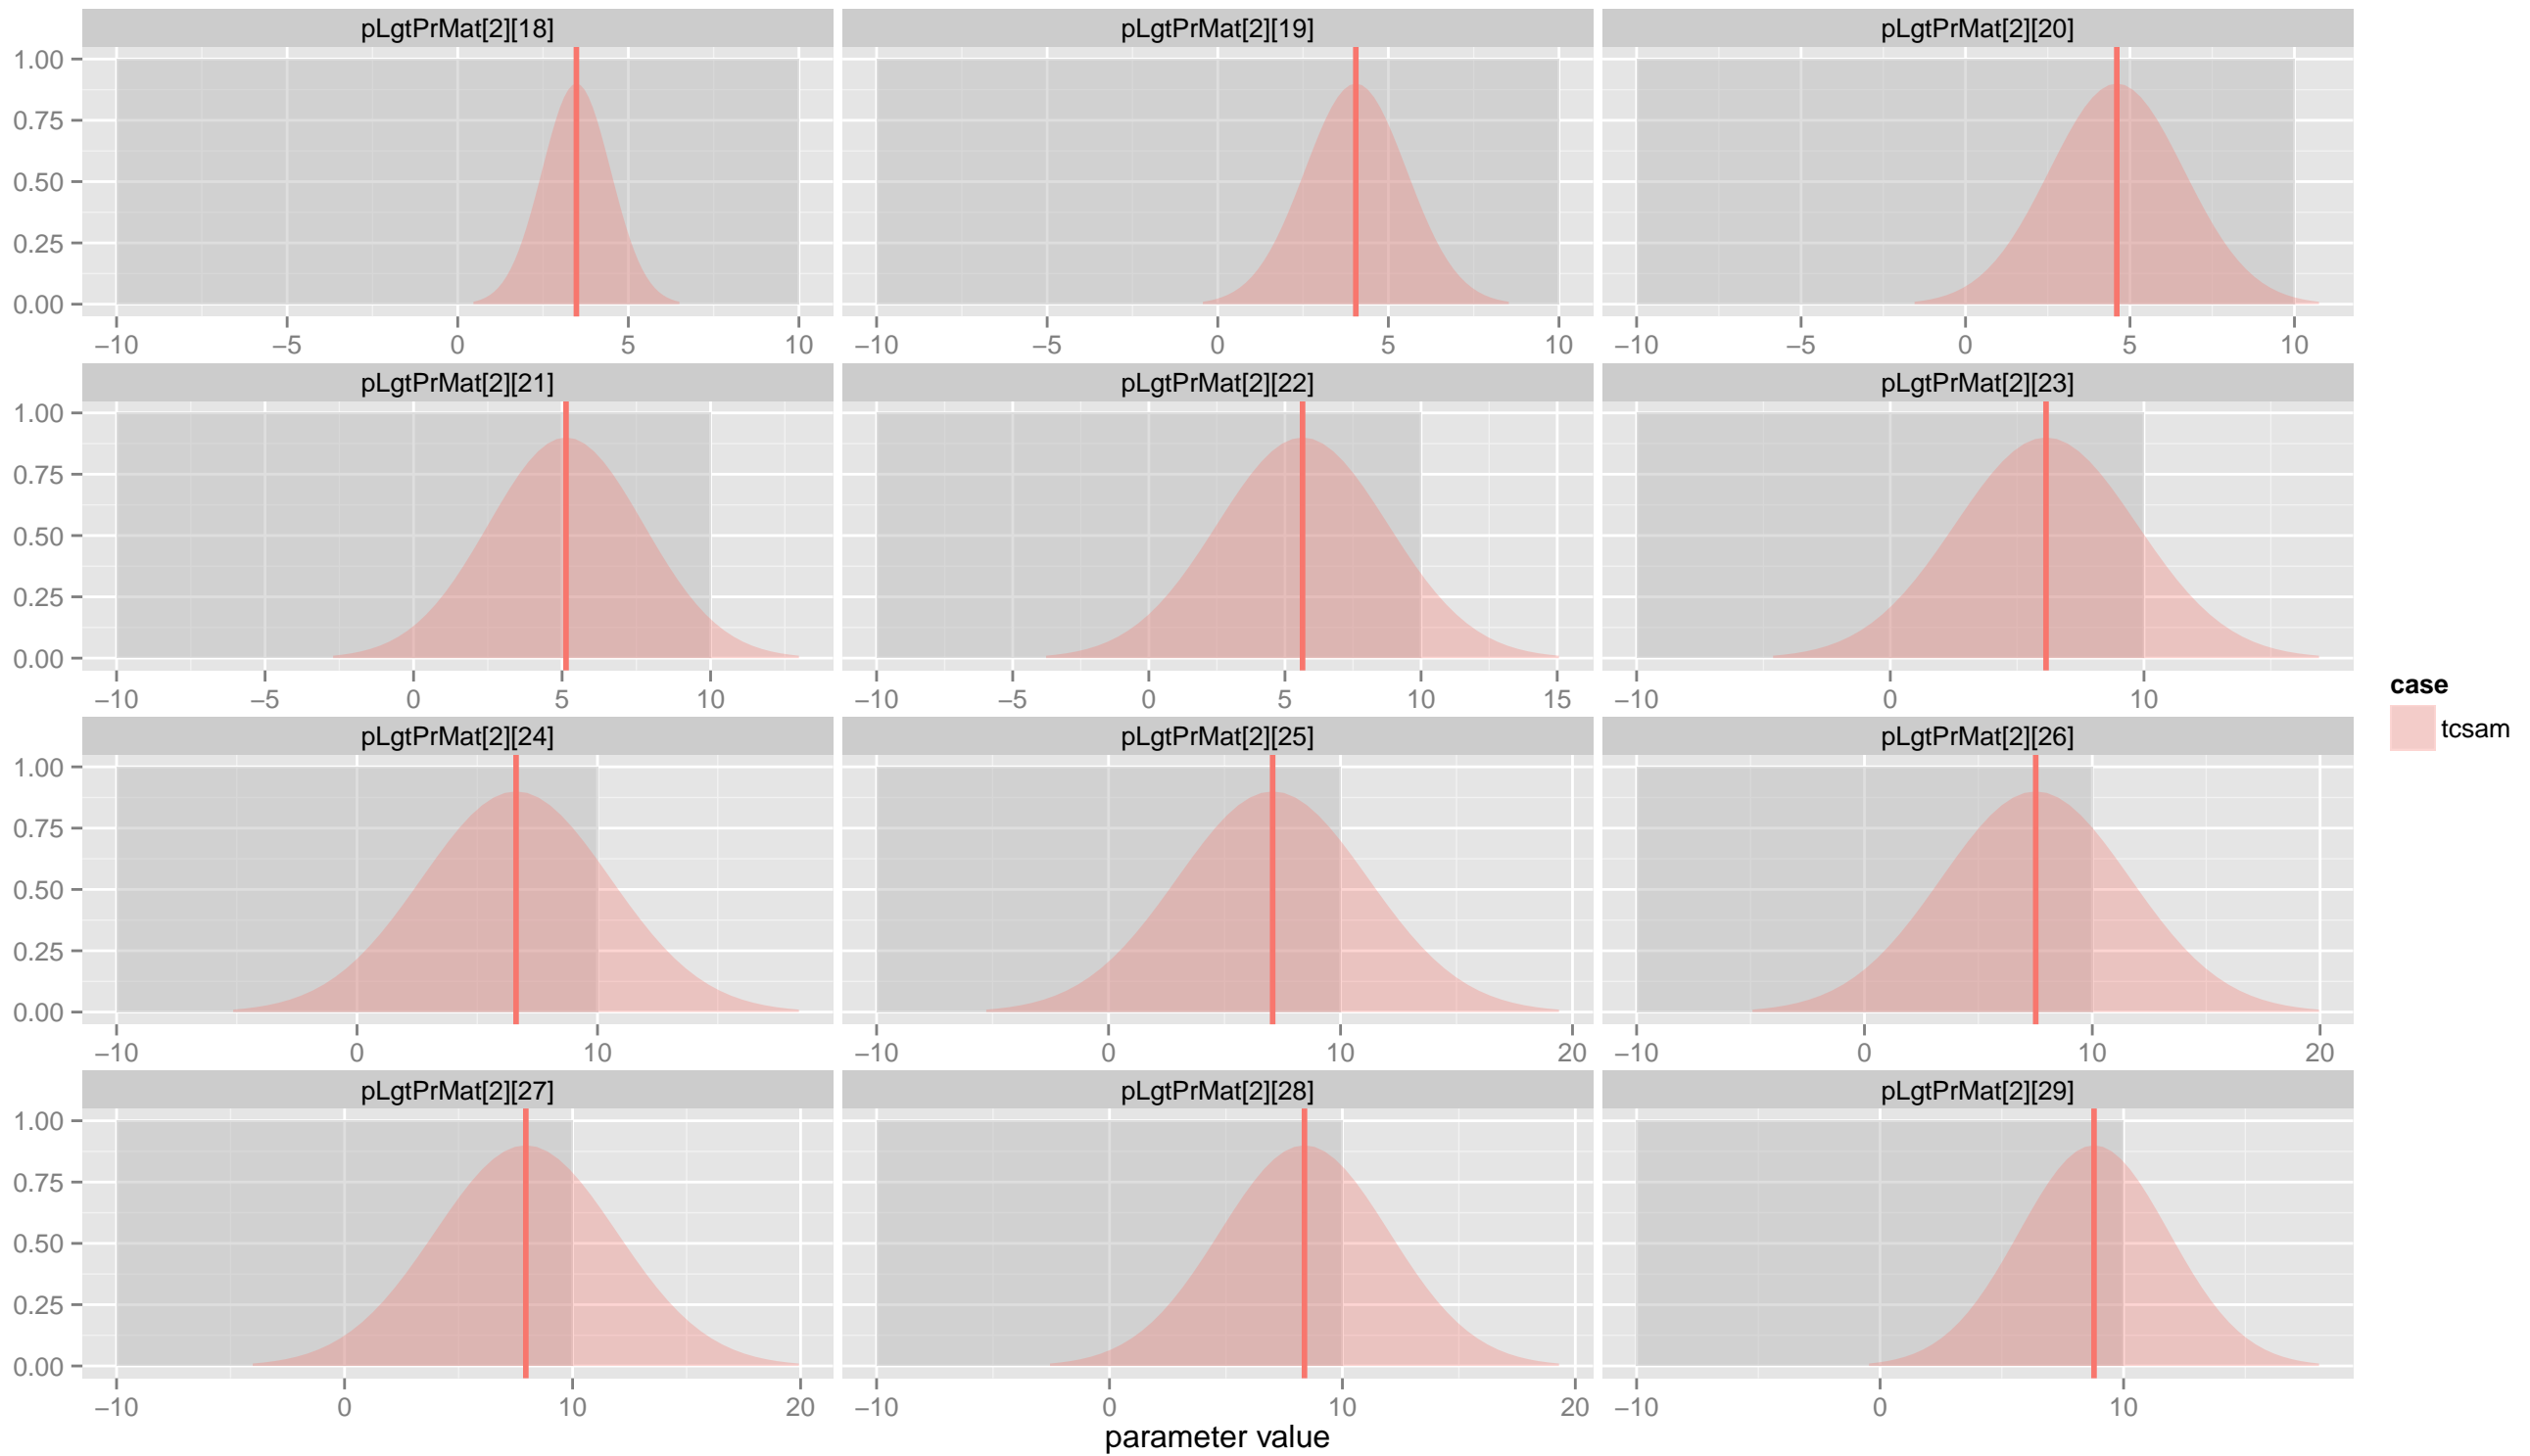 pLgtPrMat[2][18] pLgtPrMat[2][19] pLgtPrMat[2][20]
1.00
0.75
0.50
0.25
0.00
−10 −5 0 5 10 −10 −5 0 5 10 −10 −5 0 5 10
pLgtPrMat[2][21] pLgtPrMat[2][22] pLgtPrMat[2][23]
1.00
0.75
0.50
0.25
0.00
−10 −5 0 5 10 −10 −5 0 5 10 15 −10 0 10
case
tcsam
pLgtPrMat[2][24] pLgtPrMat[2][25] pLgtPrMat[2][26]
1.00
0.75
0.50
0.25
0.00
−10 0 10 −10 0 10 20 −10 0 10 20
pLgtPrMat[2][27] pLgtPrMat[2][28] pLgtPrMat[2][29]
1.00
0.75
0.50
0.25
0.00
−10 0 10 20 −10 0 10 20 −10 0 10
parameter value